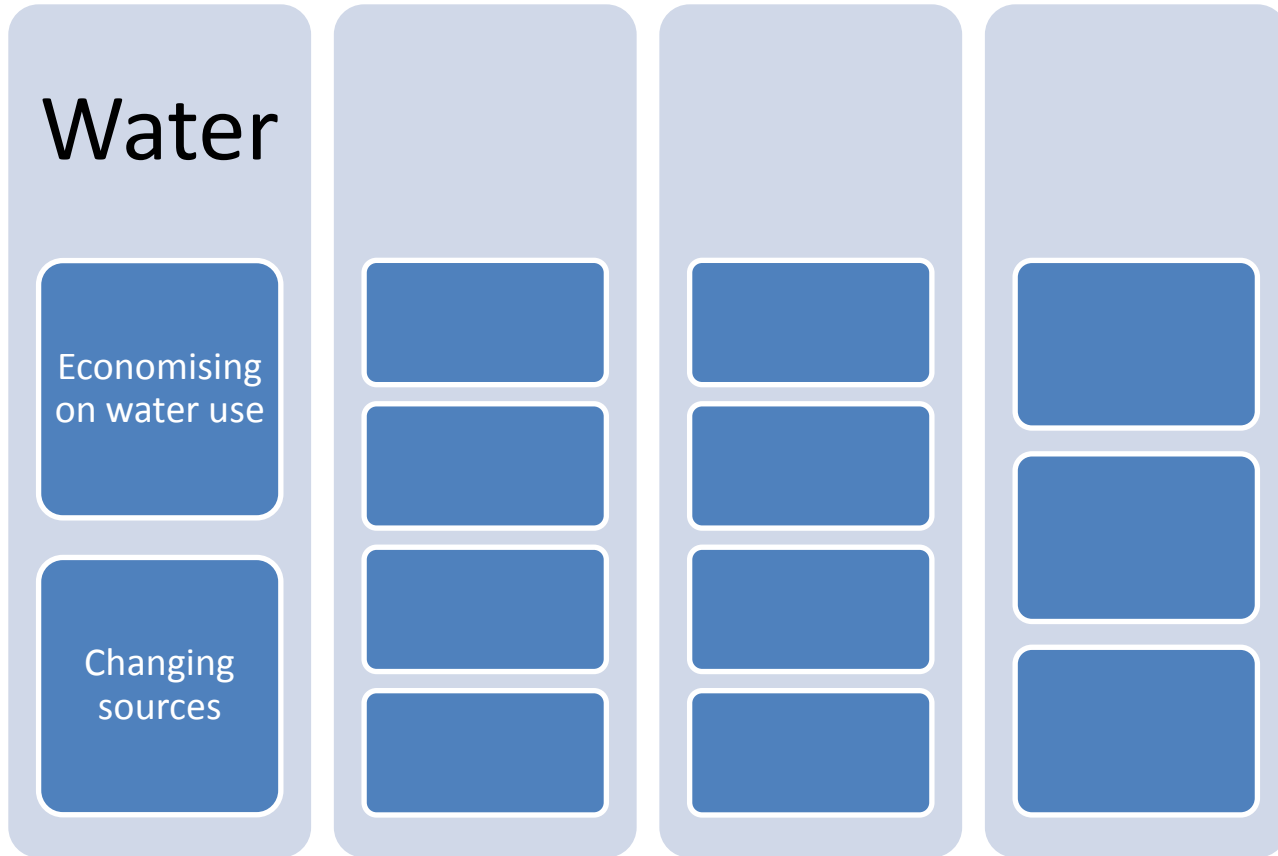 Water
Economising
on water use
Changing
sources